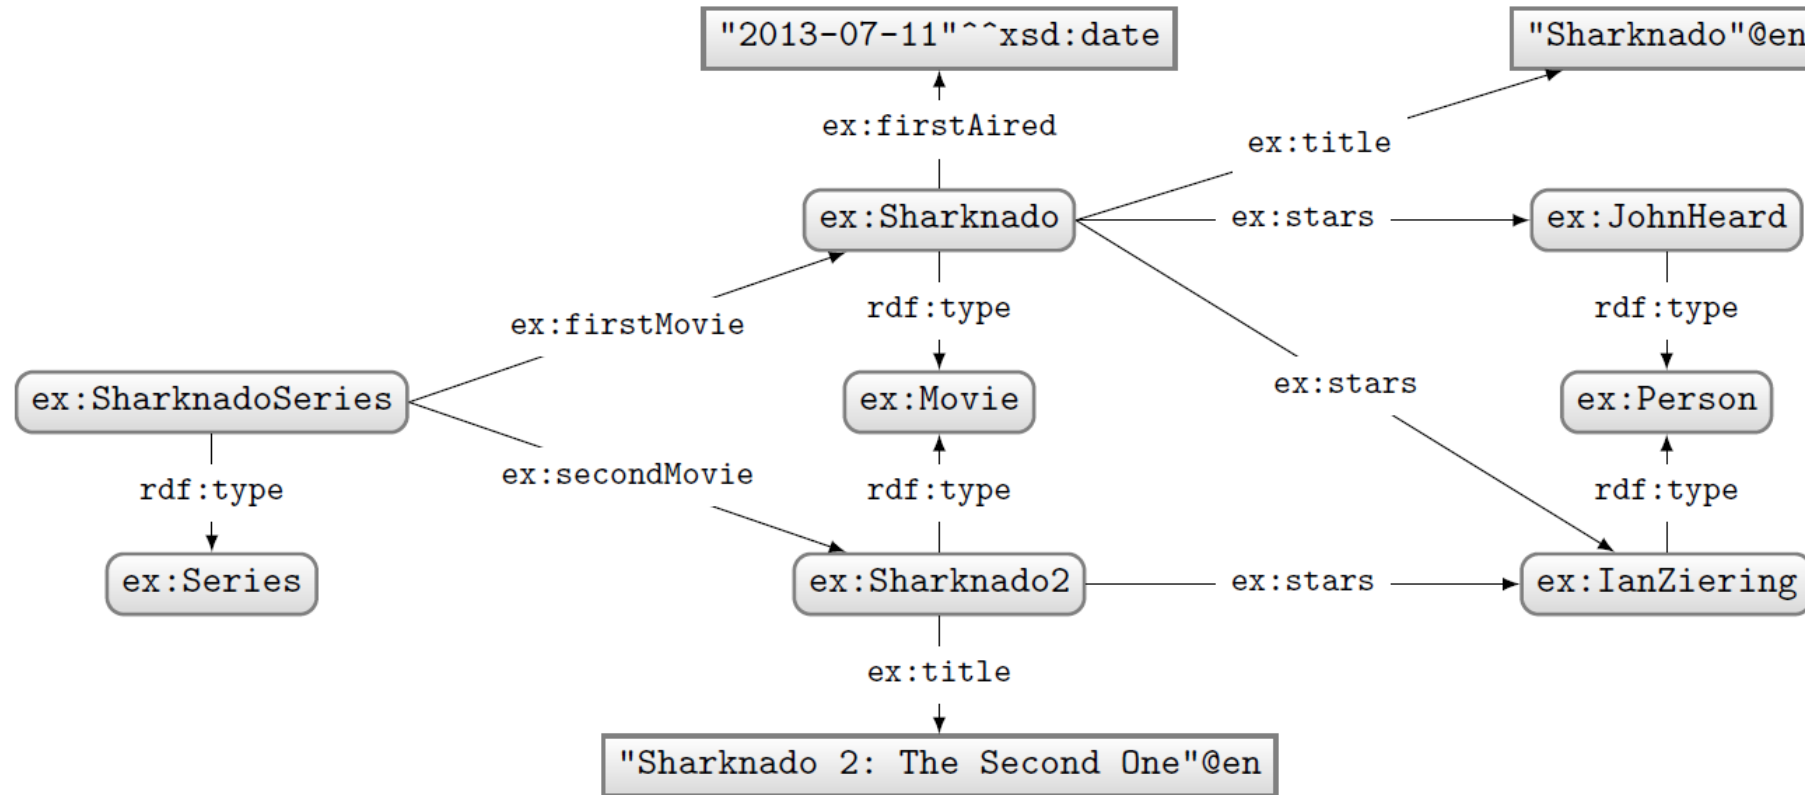 "2013-07-11"^^xsd:date
"Sharknado"@en
ex:firstAired
ex:title
ex:Sharknado
ex:stars
ex:JohnHeard
ex:firstMovie
rdf:type
rdf:type
ex:SharknadoSeries
ex:Movie
ex:stars
ex:Person
rdf:type
ex:secondMovie
rdf:type
rdf:type
ex:Series
ex:Sharknado2
ex:stars
ex:IanZiering
ex:title
"Sharknado 2: The Second One"@en